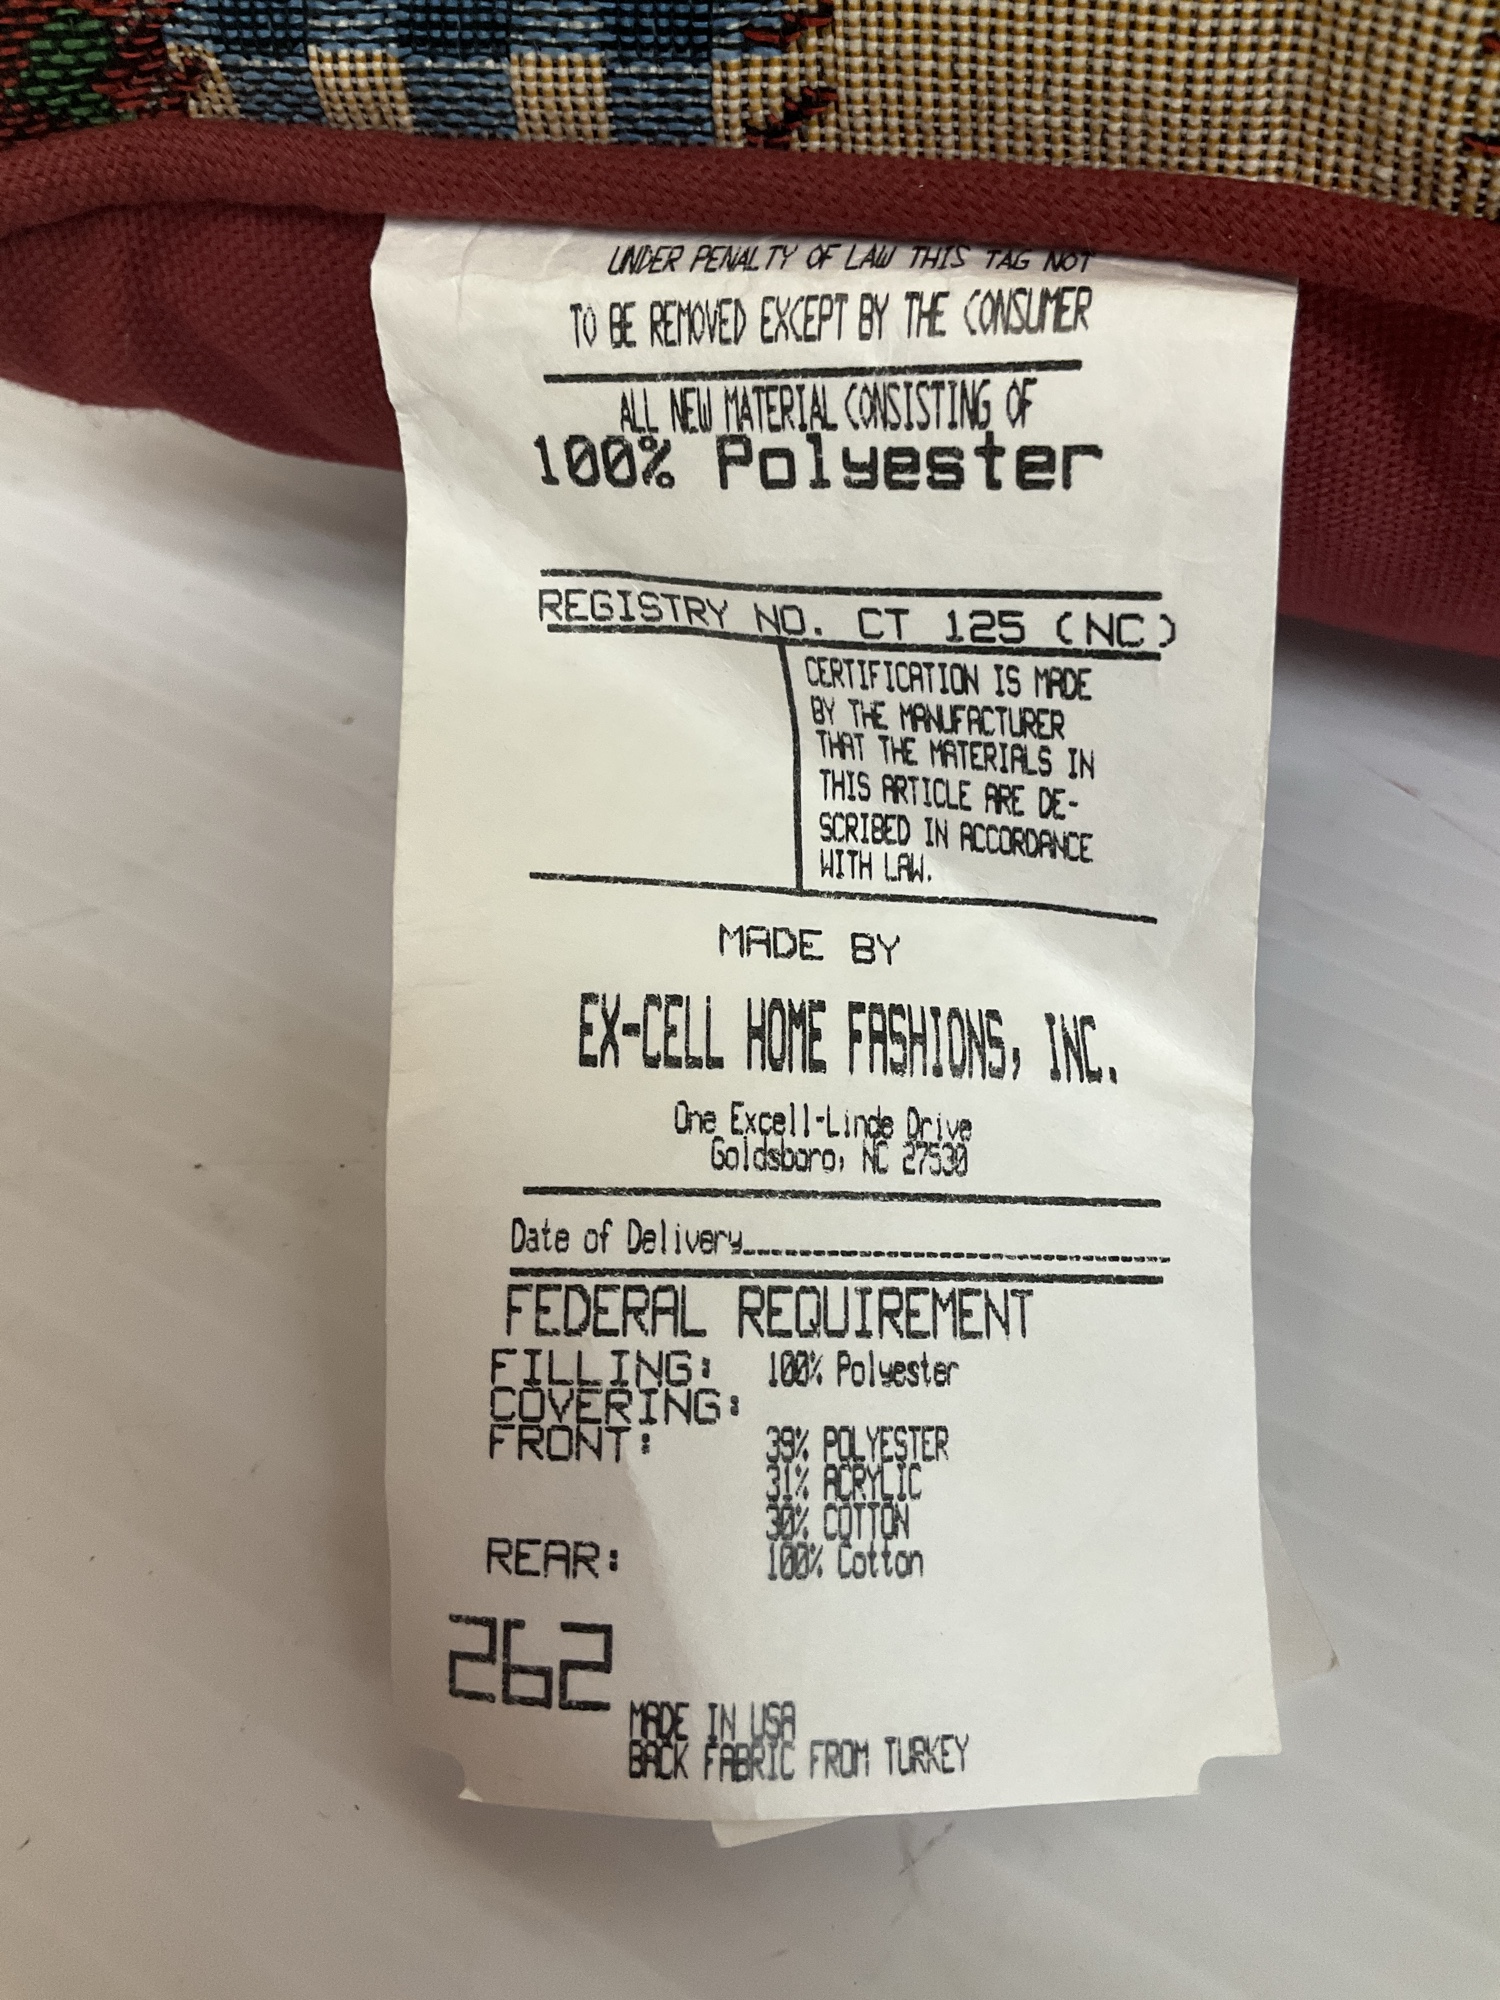 UNDER PENALTY OF LAW THIS TAG NOT
TO BE REMOVED EXCEPT BY THE CONSUMER
ALL NEW MATERIAL CONSISTING OF
100% Polyester
REGISTRY NO. CT 125 (NC)
CERTIFICATION IS MADE
BY THE MANUFACTURER
THAT THE MATERIALS IN
THIS ARTICLE ARE DE-
SCRIBED IN ACCORDANCE
WITH LAW.
MADE BY
EX-CELL HOME FASHIONS, INC.
One Excell-Linde Drive
Goldsboro, NC 27530
Date of Delivery
FEDERAL REQUIREMENT
FILLING: 100% Polyester
COVERING:
FRONT: 39% POLYESTER
31% ACRYLIC
30% COTTON
REAR: 100% Cotton
262
MADE IN USA
BACK FABRIC FROM TURKEY